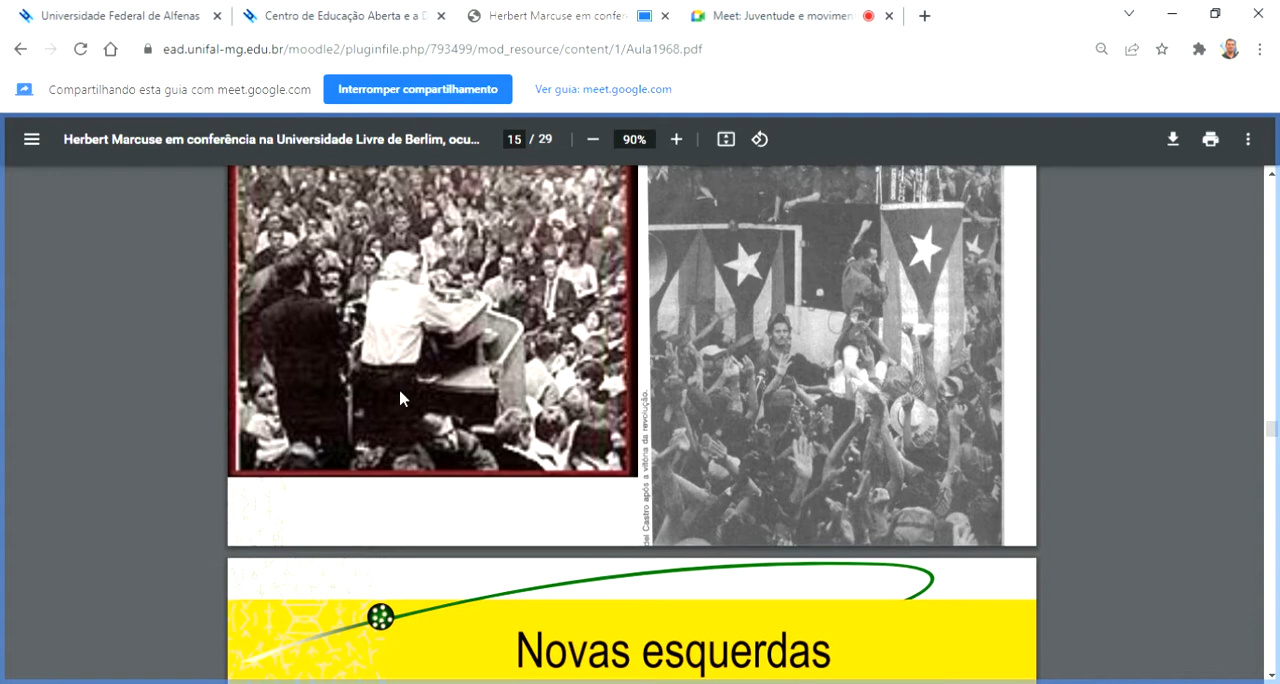 Universidade Federal de Alfenas
Centro de Educação Aberta e a D
Herbert Marcuse em confer
Meet: Juventude e movimen
ead.unifal-mg.edu.br/moodle2/pluginfile.php/793499/mod_resource/content/1/Aula1968.pdf
Compartilhando esta guia com meet.google.com
Interromper compartilhamento
Ver guia: meet.google.com
Herbert Marcuse em conferência na Universidade Livre de Berlim, ocu...
15 / 29
90%
del Castro após a vitória da revolução.
Novas esquerdas